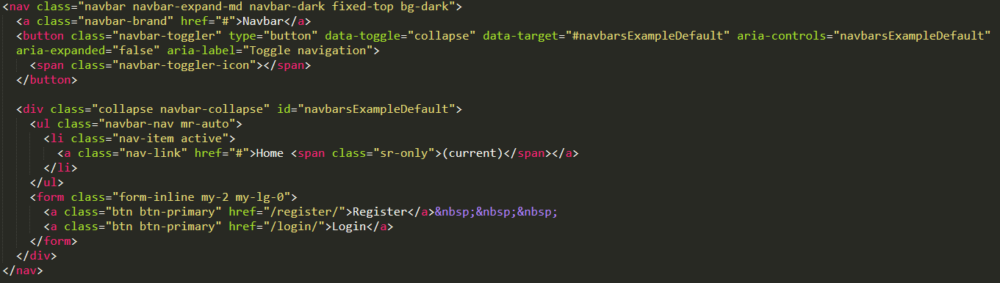 <nav class="navbar navbar-expand-md navbar-dark fixed-top bg-dark">
  <a class="navbar-brand" href="#">Navbar</a>
  <button class="navbar-toggler" type="button" data-toggle="collapse" data-target="#navbarsExampleDefault" aria-controls="navbarsExampleDefault"
  aria-expanded="false" aria-label="Toggle navigation">
    <span class="navbar-toggler-icon"></span>
  </button>

  <div class="collapse navbar-collapse" id="navbarsExampleDefault">
    <ul class="navbar-nav mr-auto">
      <li class="nav-item active">
        <a class="nav-link" href="#">Home <span class="sr-only">(current)</span></a>
      </li>
    </ul>
    <form class="form-inline my-2 my-lg-0">
      <a class="btn btn-primary" href="/register/">Register</a>&nbsp;&nbsp;&nbsp;
      <a class="btn btn-primary" href="/login/">Login</a>
    </form>
  </div>
</nav>